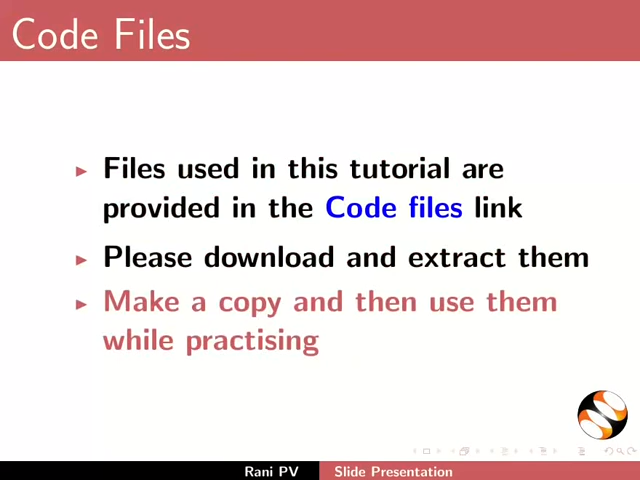 Code Files
Files used in this tutorial are
provided in the Code files link
Please download and extract them
Make a copy and then use them
while practising
Rani PV
Slide Presentation